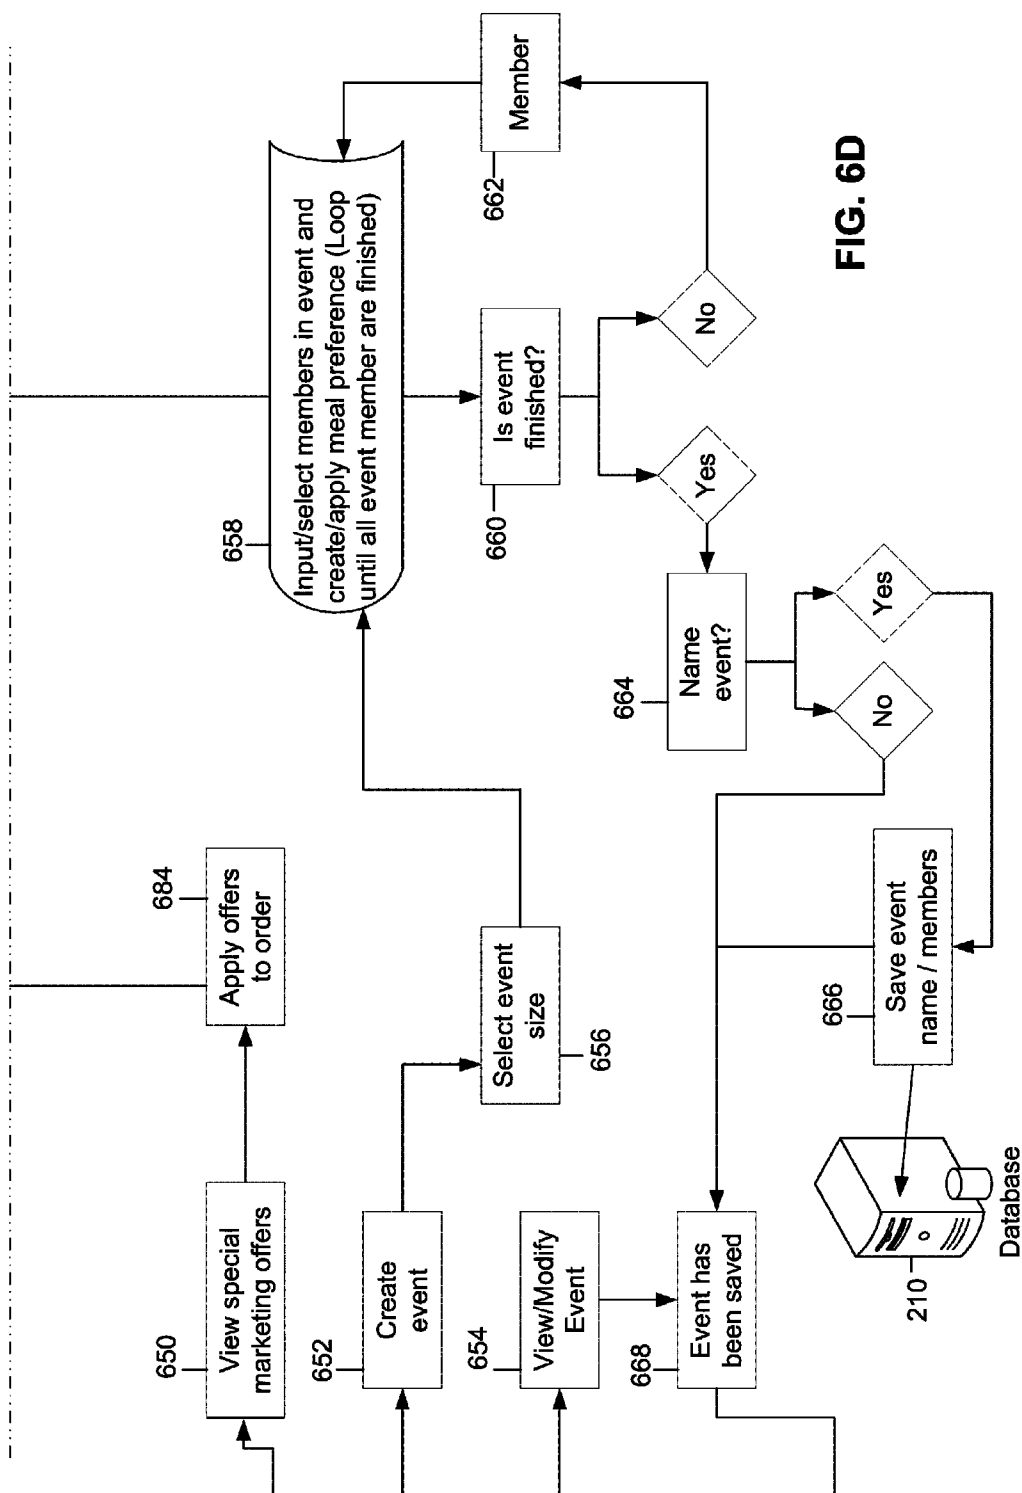 650
View special
marketing offers
684
Apply offers
to order
652
Create
event
658
Input/select members in event and
create/apply meal preference (Loop
until all event member are finished)
654
View/Modify
Event
Select event
size
656
660
Is event
finished?
662
Member
668
Event has
been saved
664
Name
event?
Yes
No
No
Yes
666
Save event
name / members
210
Database
FIG. 6D